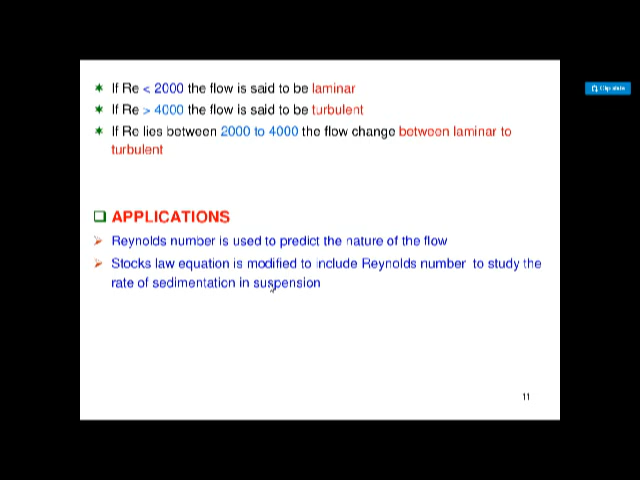 If Re < 2000 the flow is said to be laminar
If Re > 4000 the flow is said to be turbulent
If Re lies between 2000 to 4000 the flow change between laminar to
turbulent
APPLICATIONS
Reynolds number is used to predict the nature of the flow
Stocks law equation is modified to include Reynolds number to study the
rate of sedimentation in suspension
11
Clip slide